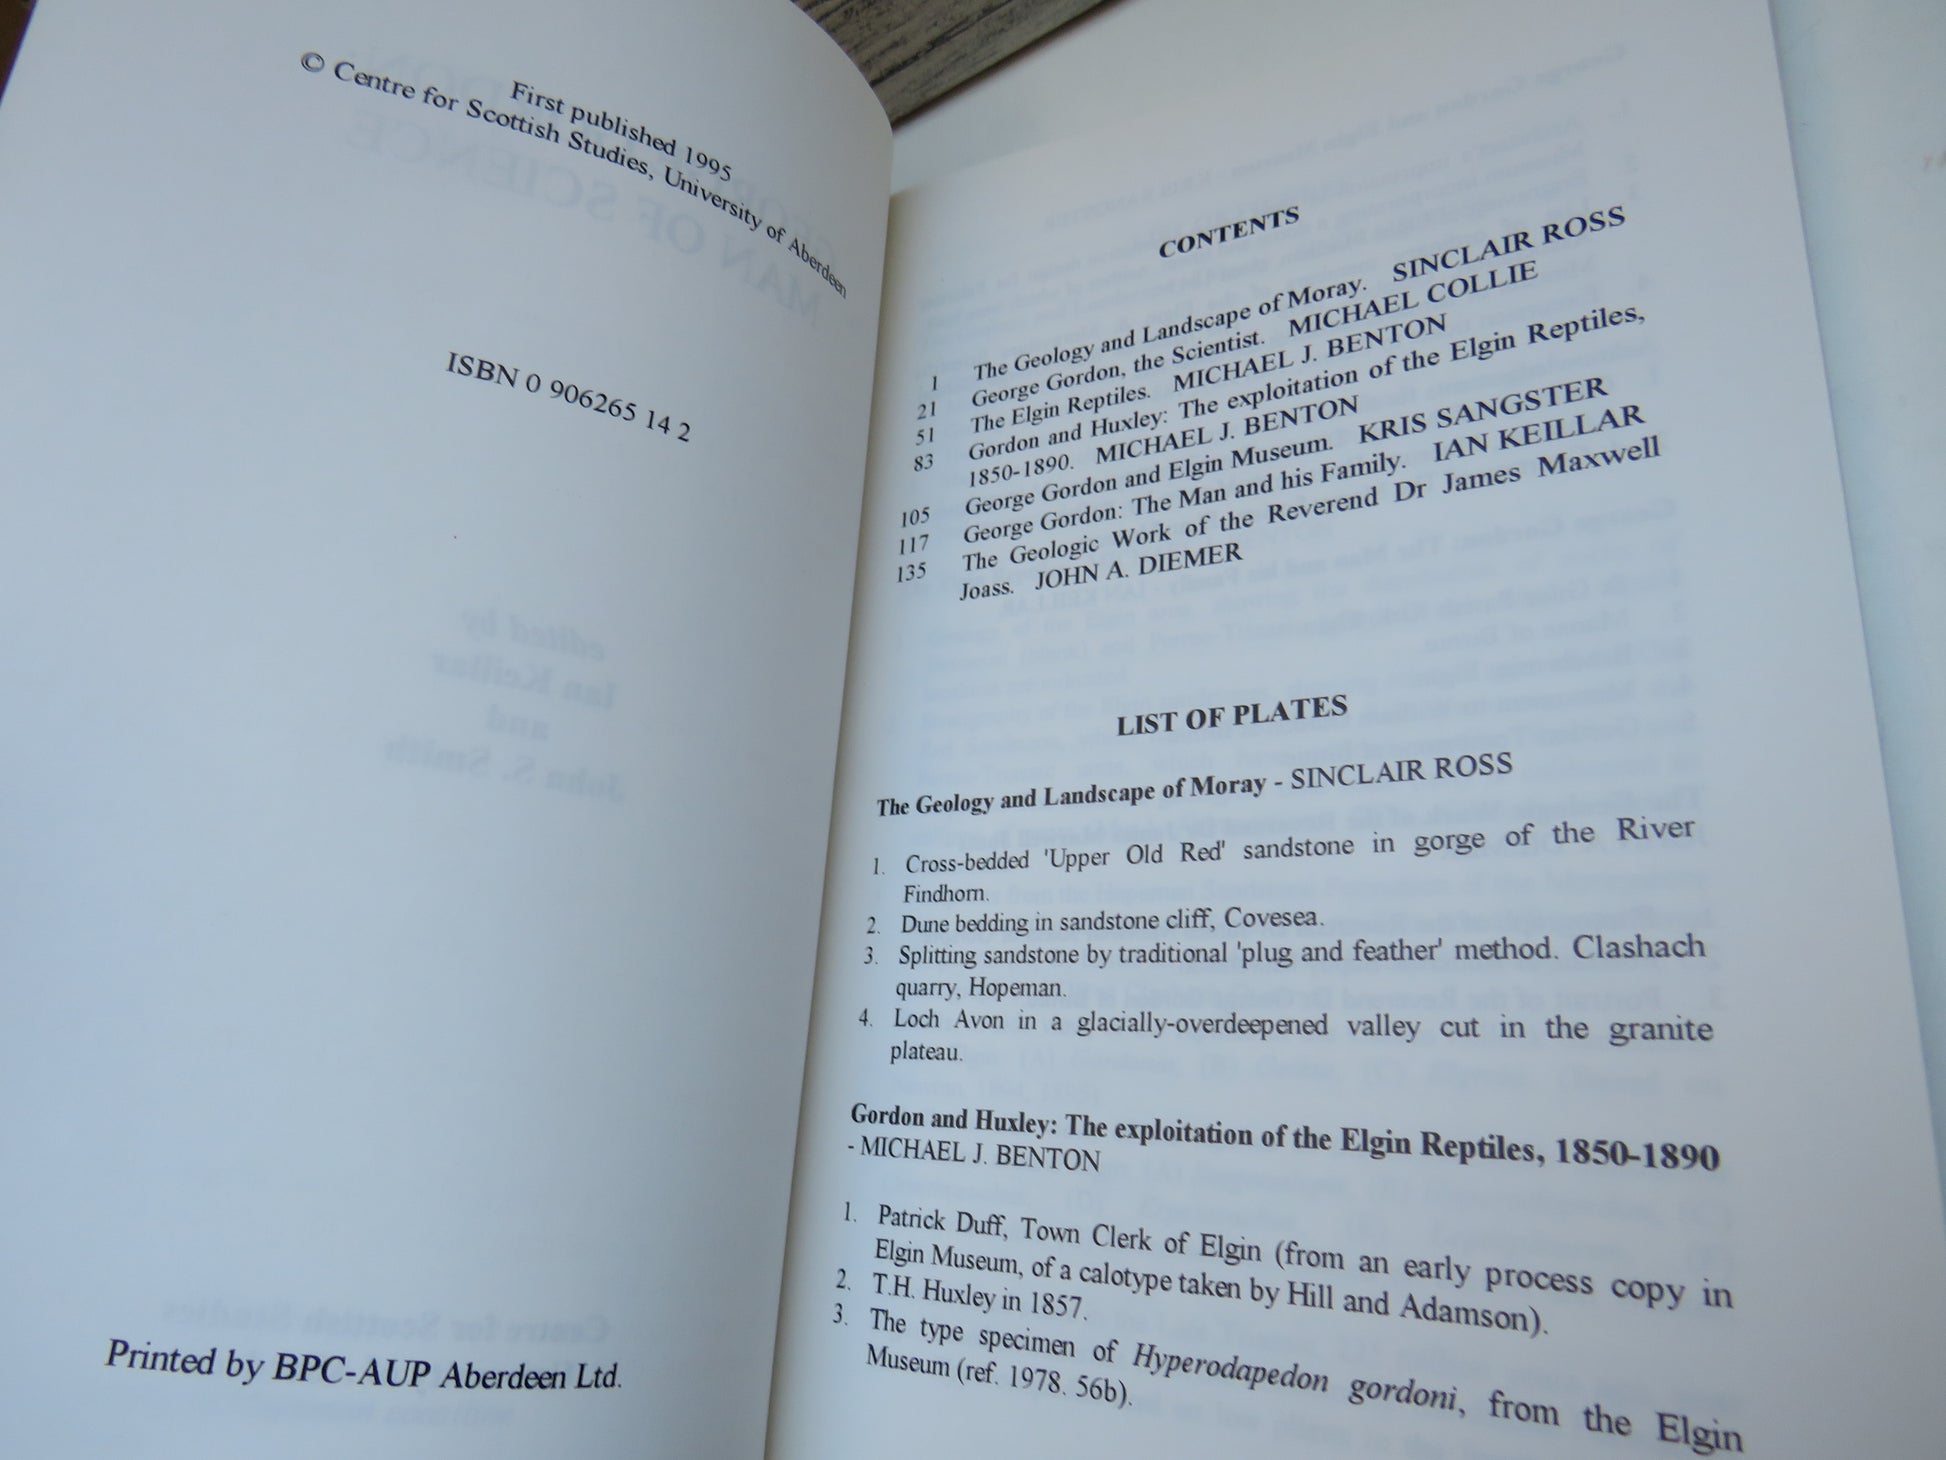 First published 1995
© Centre for Scottish Studies, University of Aberdeen
ISBN 0 906265 14 2
Printed by BPC-AUP Aberdeen Ltd.
CONTENTS
1 The Geology and Landscape of Moray. SINCLAIR ROSS
21 George Gordon, the Scientist. MICHAEL COLLIE
51 The Elgin Reptiles. MICHAEL J. BENTON
83 Gordon and Huxley: The exploitation of the Elgin Reptiles,
1850-1890. MICHAEL J. BENTON
105 George Gordon and Elgin Museum. KRIS SANGSTER
117 George Gordon: The Man and his Family. IAN KEILLAR
135 The Geologic Work of the Reverend Dr James Maxwell
Joass. JOHN A. DIEMER
LIST OF PLATES
The Geology and Landscape of Moray - SINCLAIR ROSS
1. Cross-bedded 'Upper Old Red' sandstone in gorge of the River
Findhorn.
2. Dune bedding in sandstone cliff, Covesea.
3. Splitting sandstone by traditional 'plug and feather' method. Clashach
quarry, Hopeman.
4. Loch Avon in a glacially-overdeepened valley cut in the granite
plateau.
Gordon and Huxley: The exploitation of the Elgin Reptiles, 1850-1890
- MICHAEL J. BENTON
1. Patrick Duff, Town Clerk of Elgin (from an early process copy in
Elgin Museum, of a calotype taken by Hill and Adamson).
2. T.H. Huxley in 1857.
3. The type specimen of Hyperodapedon gordoni, from the Elgin
Museum (ref. 1978. 56b).